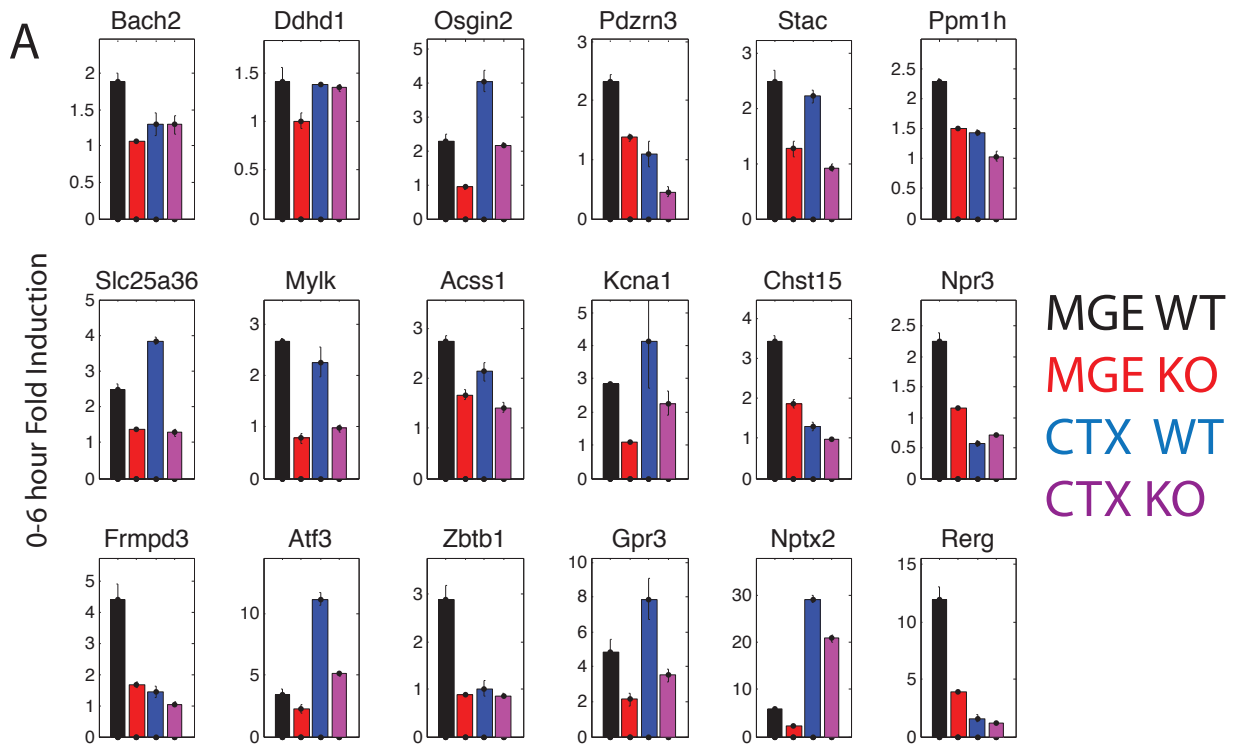 A
Bach2 Ddhd1 Osgin2 Pdzrn3 Stac Ppm1h
2 1.5 1 0.5 0
1.5 1 0.5 0
5 4 3 2 1 0
3 2 1 0
3 2 1 0
2.5 2 1.5 1 0.5 0
0-6 hour Fold Induction
Slc25a36 Mylk Acss1 Kcna1 Chst15 Npr3
5 4 3 2 1 0
3 2 1 0
3 2 1 0
5 4 3 2 1 0
4 3 2 1 0
2.5 2 1.5 1 0.5 0
MGE WT
MGE KO
CTX WT
CTX KO
Frmpd3 Atf3 Zbtb1 Gpr3 Nptx2 Rerg
5 4 3 2 1 0
10 5 0
3 2 1 0
10 8 6 4 2 0
30 20 10 0
15 10 5 0